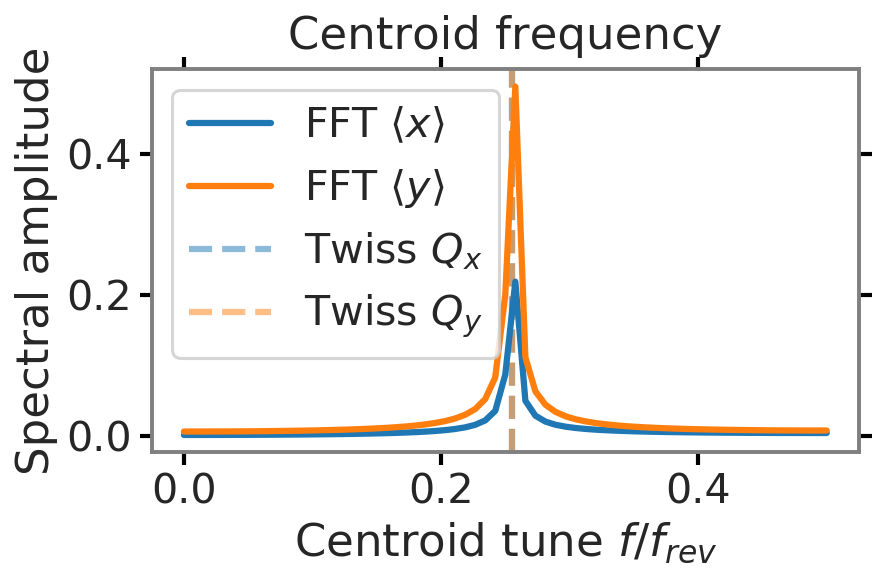 Centroid frequency
Spectral amplitude
0.4
0.2
0.0
FFT ⟨x⟩
FFT ⟨y⟩
Twiss Qₓ
Twiss Q_y
0.0 0.2 0.4
Centroid tune f/f_rev